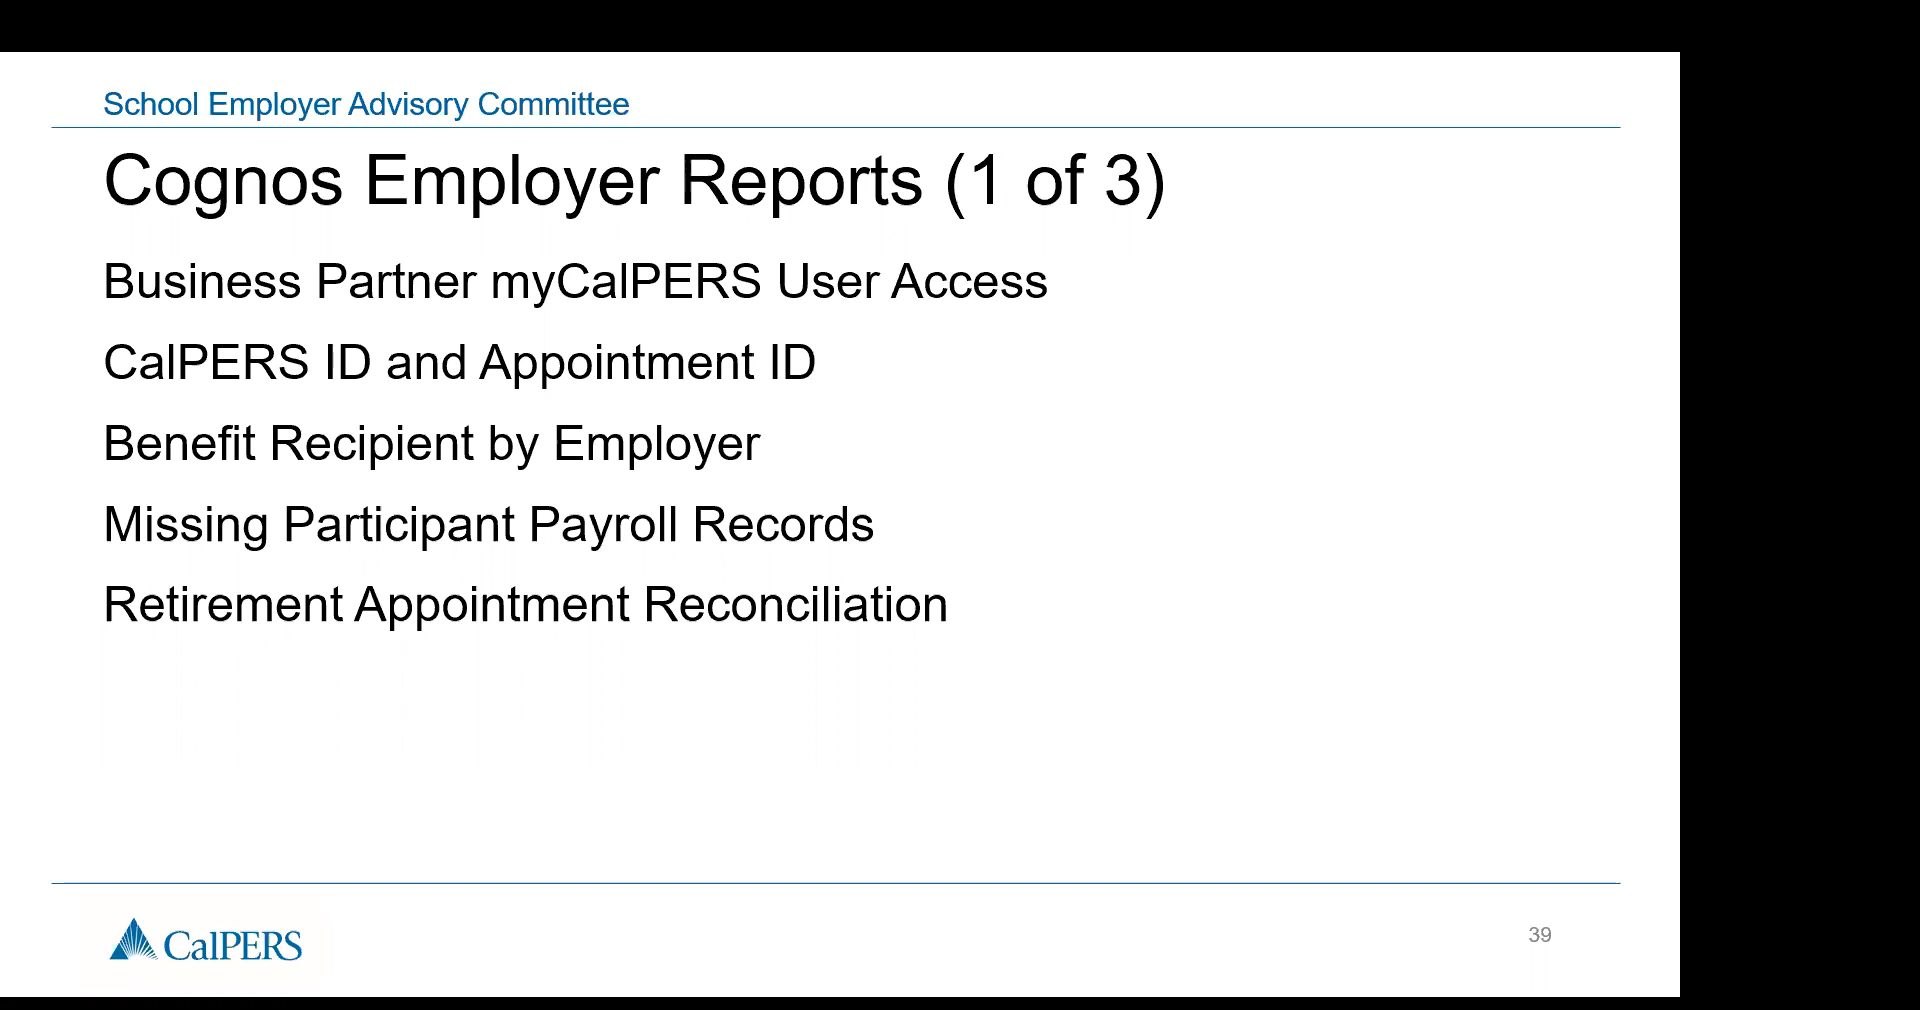 School Employer Advisory Committee
Cognos Employer Reports (1 of 3)
Business Partner myCalPERS User Access
CalPERS ID and Appointment ID
Benefit Recipient by Employer
Missing Participant Payroll Records
Retirement Appointment Reconciliation
CalPERS
39